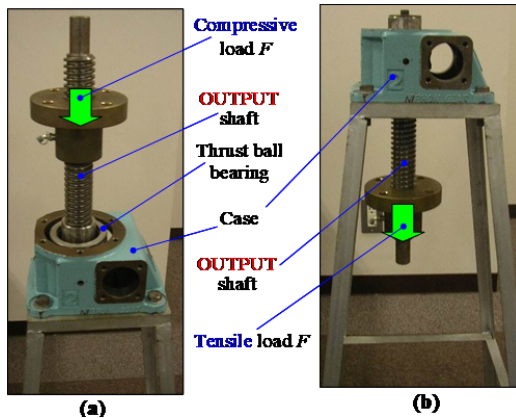 Compressive
load F
OUTPUT
shaft
Thrust ball
bearing
Case
OUTPUT
shaft
Tensile load F
(a)
(b)